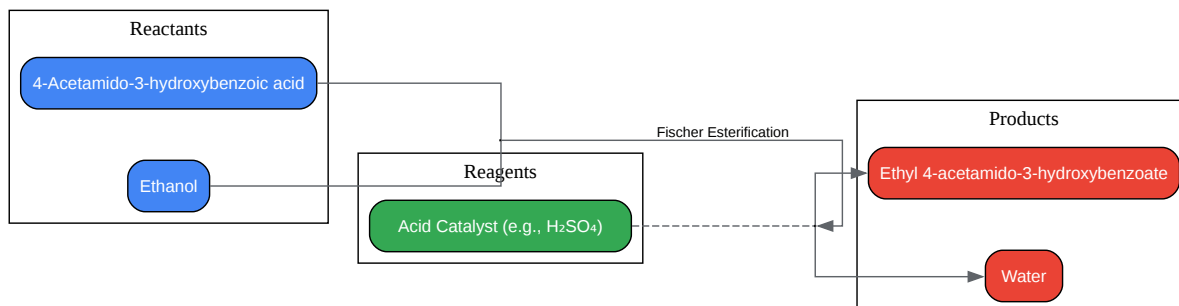 Reactants
4-Acetamido-3-hydroxybenzoic acid
Ethanol
Reagents
Acid Catalyst (e.g., H₂SO₄)
Fischer Esterification
Products
Ethyl 4-acetamido-3-hydroxybenzoate
Water